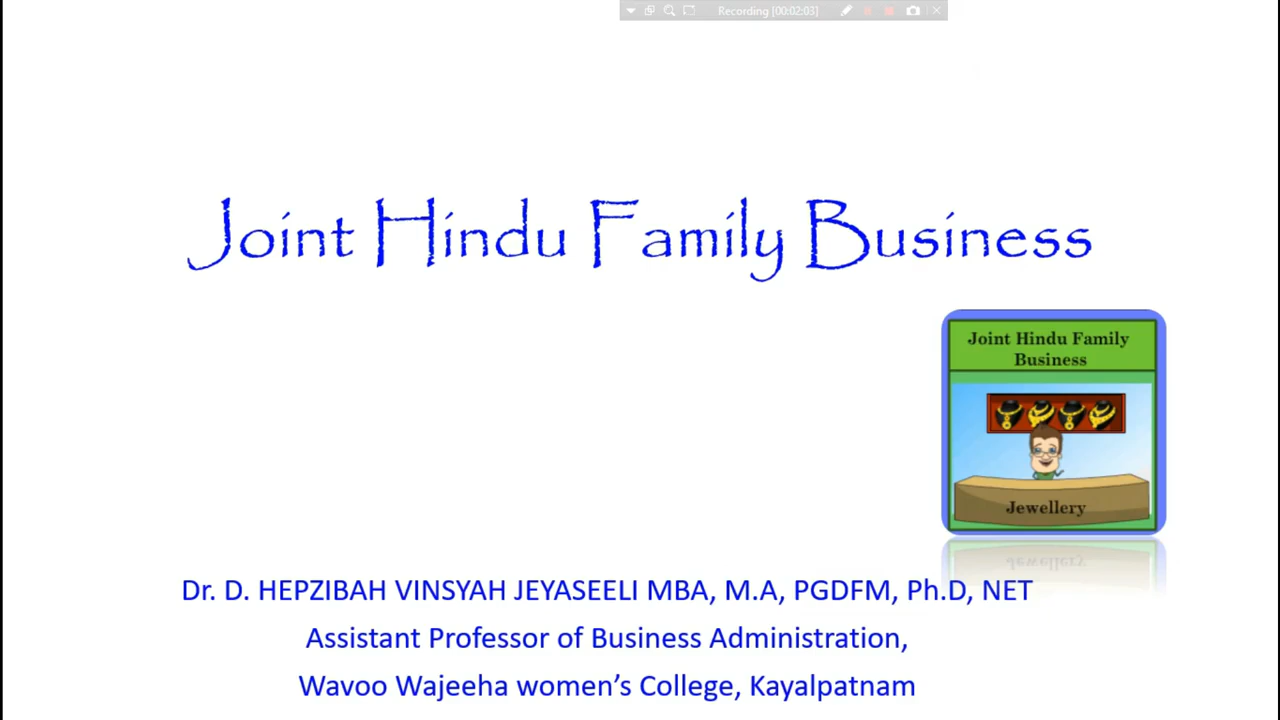 Recording [00:02:03]
Joint Hindu Family Business
Joint Hindu Family
Business
Jewellery
Dr. D. HEPZIBAH VINSYAH JEYASEELI MBA, M.A, PGDFM, Ph.D, NET
Assistant Professor of Business Administration,
Wavoo Wajeeha women’s College, Kayalpatnam